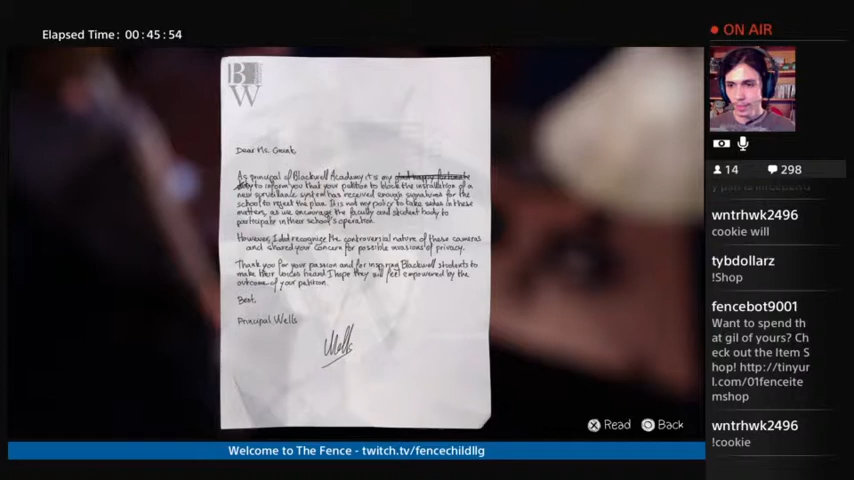 Elapsed Time : 00:45:54
ON AIR
B
W
Dear Ms. Grant,
As principal of Blackwell Academy it is my
duty to inform you that your petition to block the installation of a
new surveillance system has received enough signatures for the
school to reject the plan. It is not my policy to take sides in these
matters, as we encourage the faculty and student body to
participate in their school's operation.
However, I did recognize the controversial nature of these cameras
and shared your concern for possible invasions of privacy.
Thank you for your passion and for inspiring Blackwell students to
make their voices heard. I hope they will feel empowered by the
outcome of your petition.
Best,
Principal Wells
Wells
Read
Back
Welcome to The Fence - twitch.tv/fencechildllg
14
298
wntrhwk2496
cookie will
tybdollarz
!Shop
fencebot9001
Want to spend th
at gil of yours? Ch
eck out the Item S
hop! http://tinyur
l.com/01fenceite
mshop
wntrhwk2496
!cookie